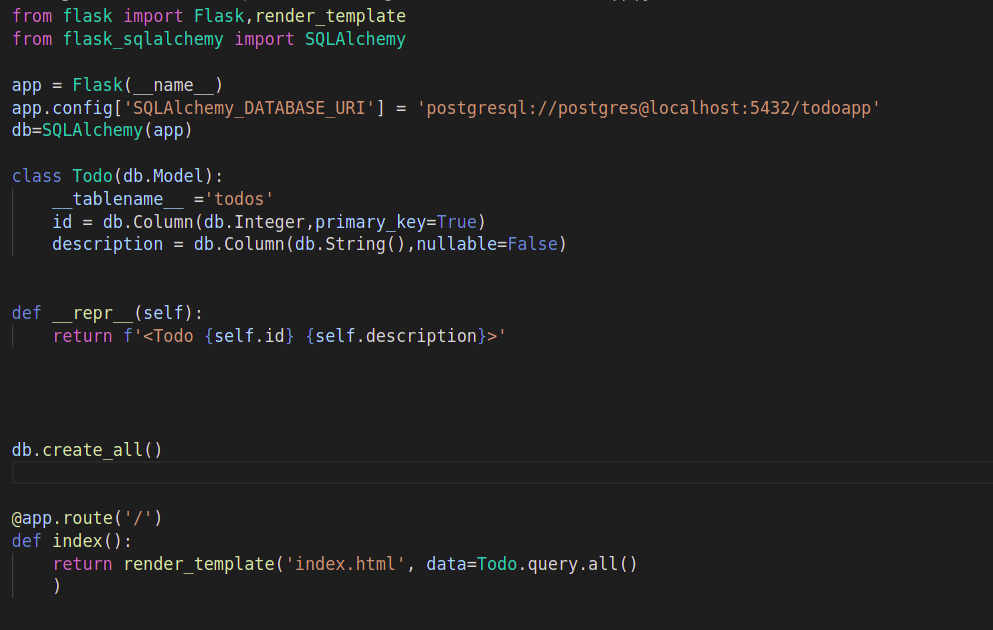 from flask import Flask,render_template
from flask_sqlalchemy import SQLAlchemy
app = Flask(__name__)
app.config['SQLAlchemy_DATABASE_URI'] = 'postgresql://postgres@localhost:5432/todoapp'
db=SQLAlchemy(app)
class Todo(db.Model):
    __tablename__ ='todos'
    id = db.Column(db.Integer,primary_key=True)
    description = db.Column(db.String(),nullable=False)
def __repr__(self):
    return f'<Todo {self.id} {self.description}>'
db.create_all()
@app.route('/')
def index():
    return render_template('index.html', data=Todo.query.all()
    )